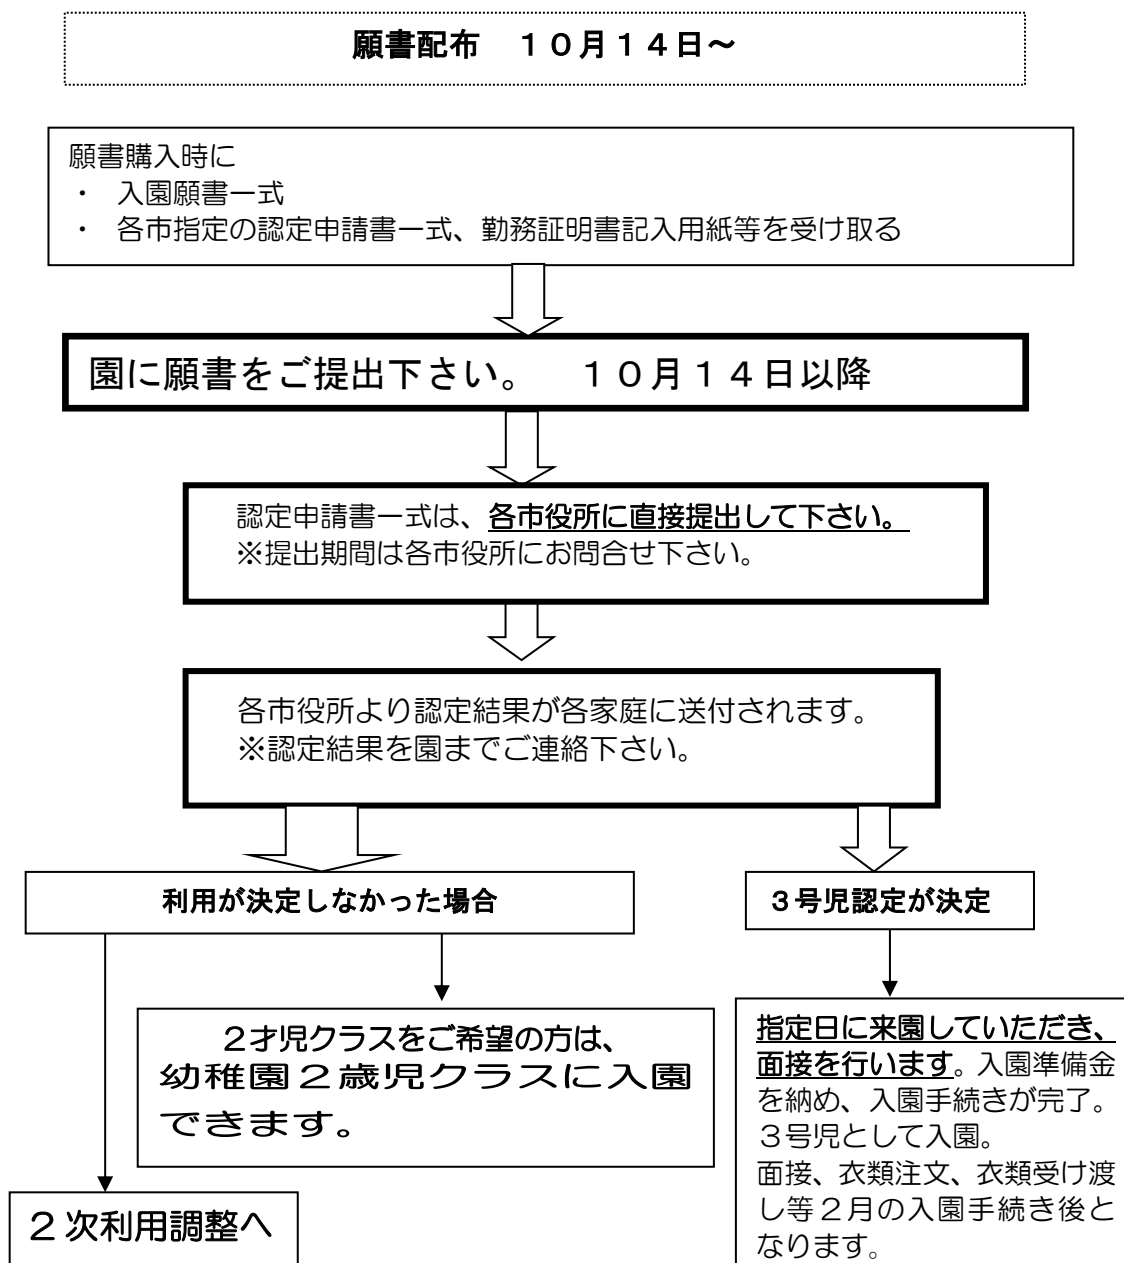 願書配布　１０月１４日～
願書購入時に
・　入園願書一式
・　各市指定の認定申請書一式、勤務証明書記入用紙等を受け取る
園に願書をご提出下さい。　１０月１４日以降
認定申請書一式は、各市役所に直接提出して下さい。
※提出期間は各市役所にお問合せ下さい。
各市役所より認定結果が各家庭に送付されます。
※認定結果を園までご連絡下さい。
利用が決定しなかった場合
３号児認定が決定
２才児クラスをご希望の方は、
幼稚園２歳児クラスに入園
できます。
指定日に来園していただき、
面接を行います。入園準備金
を納め、入園手続きが完了。
３号児として入園。
面接、衣類注文、衣類受け渡
し等２月の入園手続き後と
なります。
２次利用調整へ